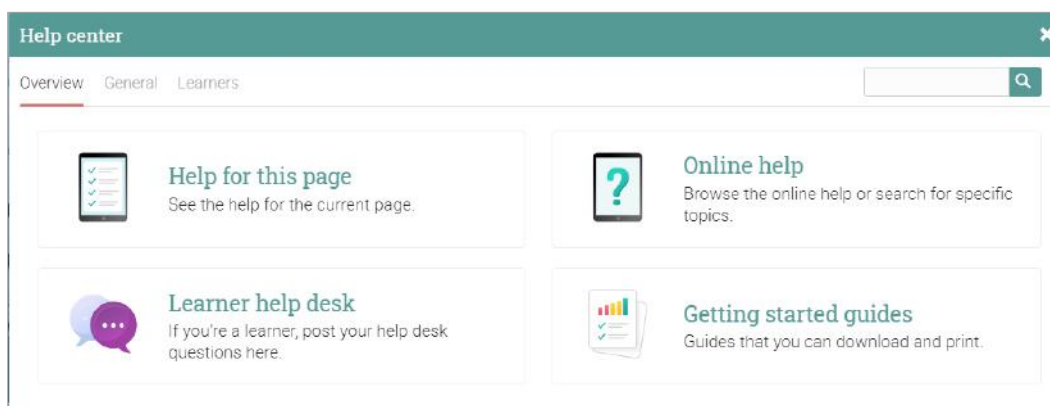 Help center
Overview General Learners
Help for this page
See the help for the current page.
Online help
Browse the online help or search for specific
topics.
Learner help desk
If you're a learner, post your help desk
questions here.
Getting started guides
Guides that you can download and print.